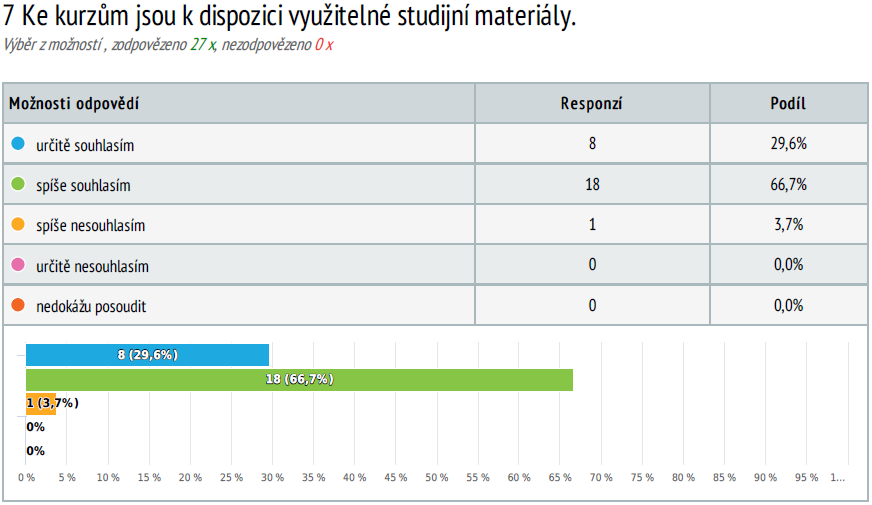 7 Ke kurzům jsou k dispozici využitelné studijní materiály.
Výběr z možností , zodpovězeno 27 x, nezodpovězeno 0 x
Možnosti odpovědí Responzí Podíl
určitě souhlasím 8 29,6%
spíše souhlasím 18 66,7%
spíše nesouhlasím 1 3,7%
určitě nesouhlasím 0 0,0%
nedokážu posoudit 0 0,0%
8 (29,6%)
18 (66,7%)
1 (3,7%)
0%
0%
0 % 5 % 10 % 15 % 20 % 25 % 30 % 35 % 40 % 45 % 50 % 55 % 60 % 65 % 70 % 75 % 80 % 85 % 90 % 95 % 1...